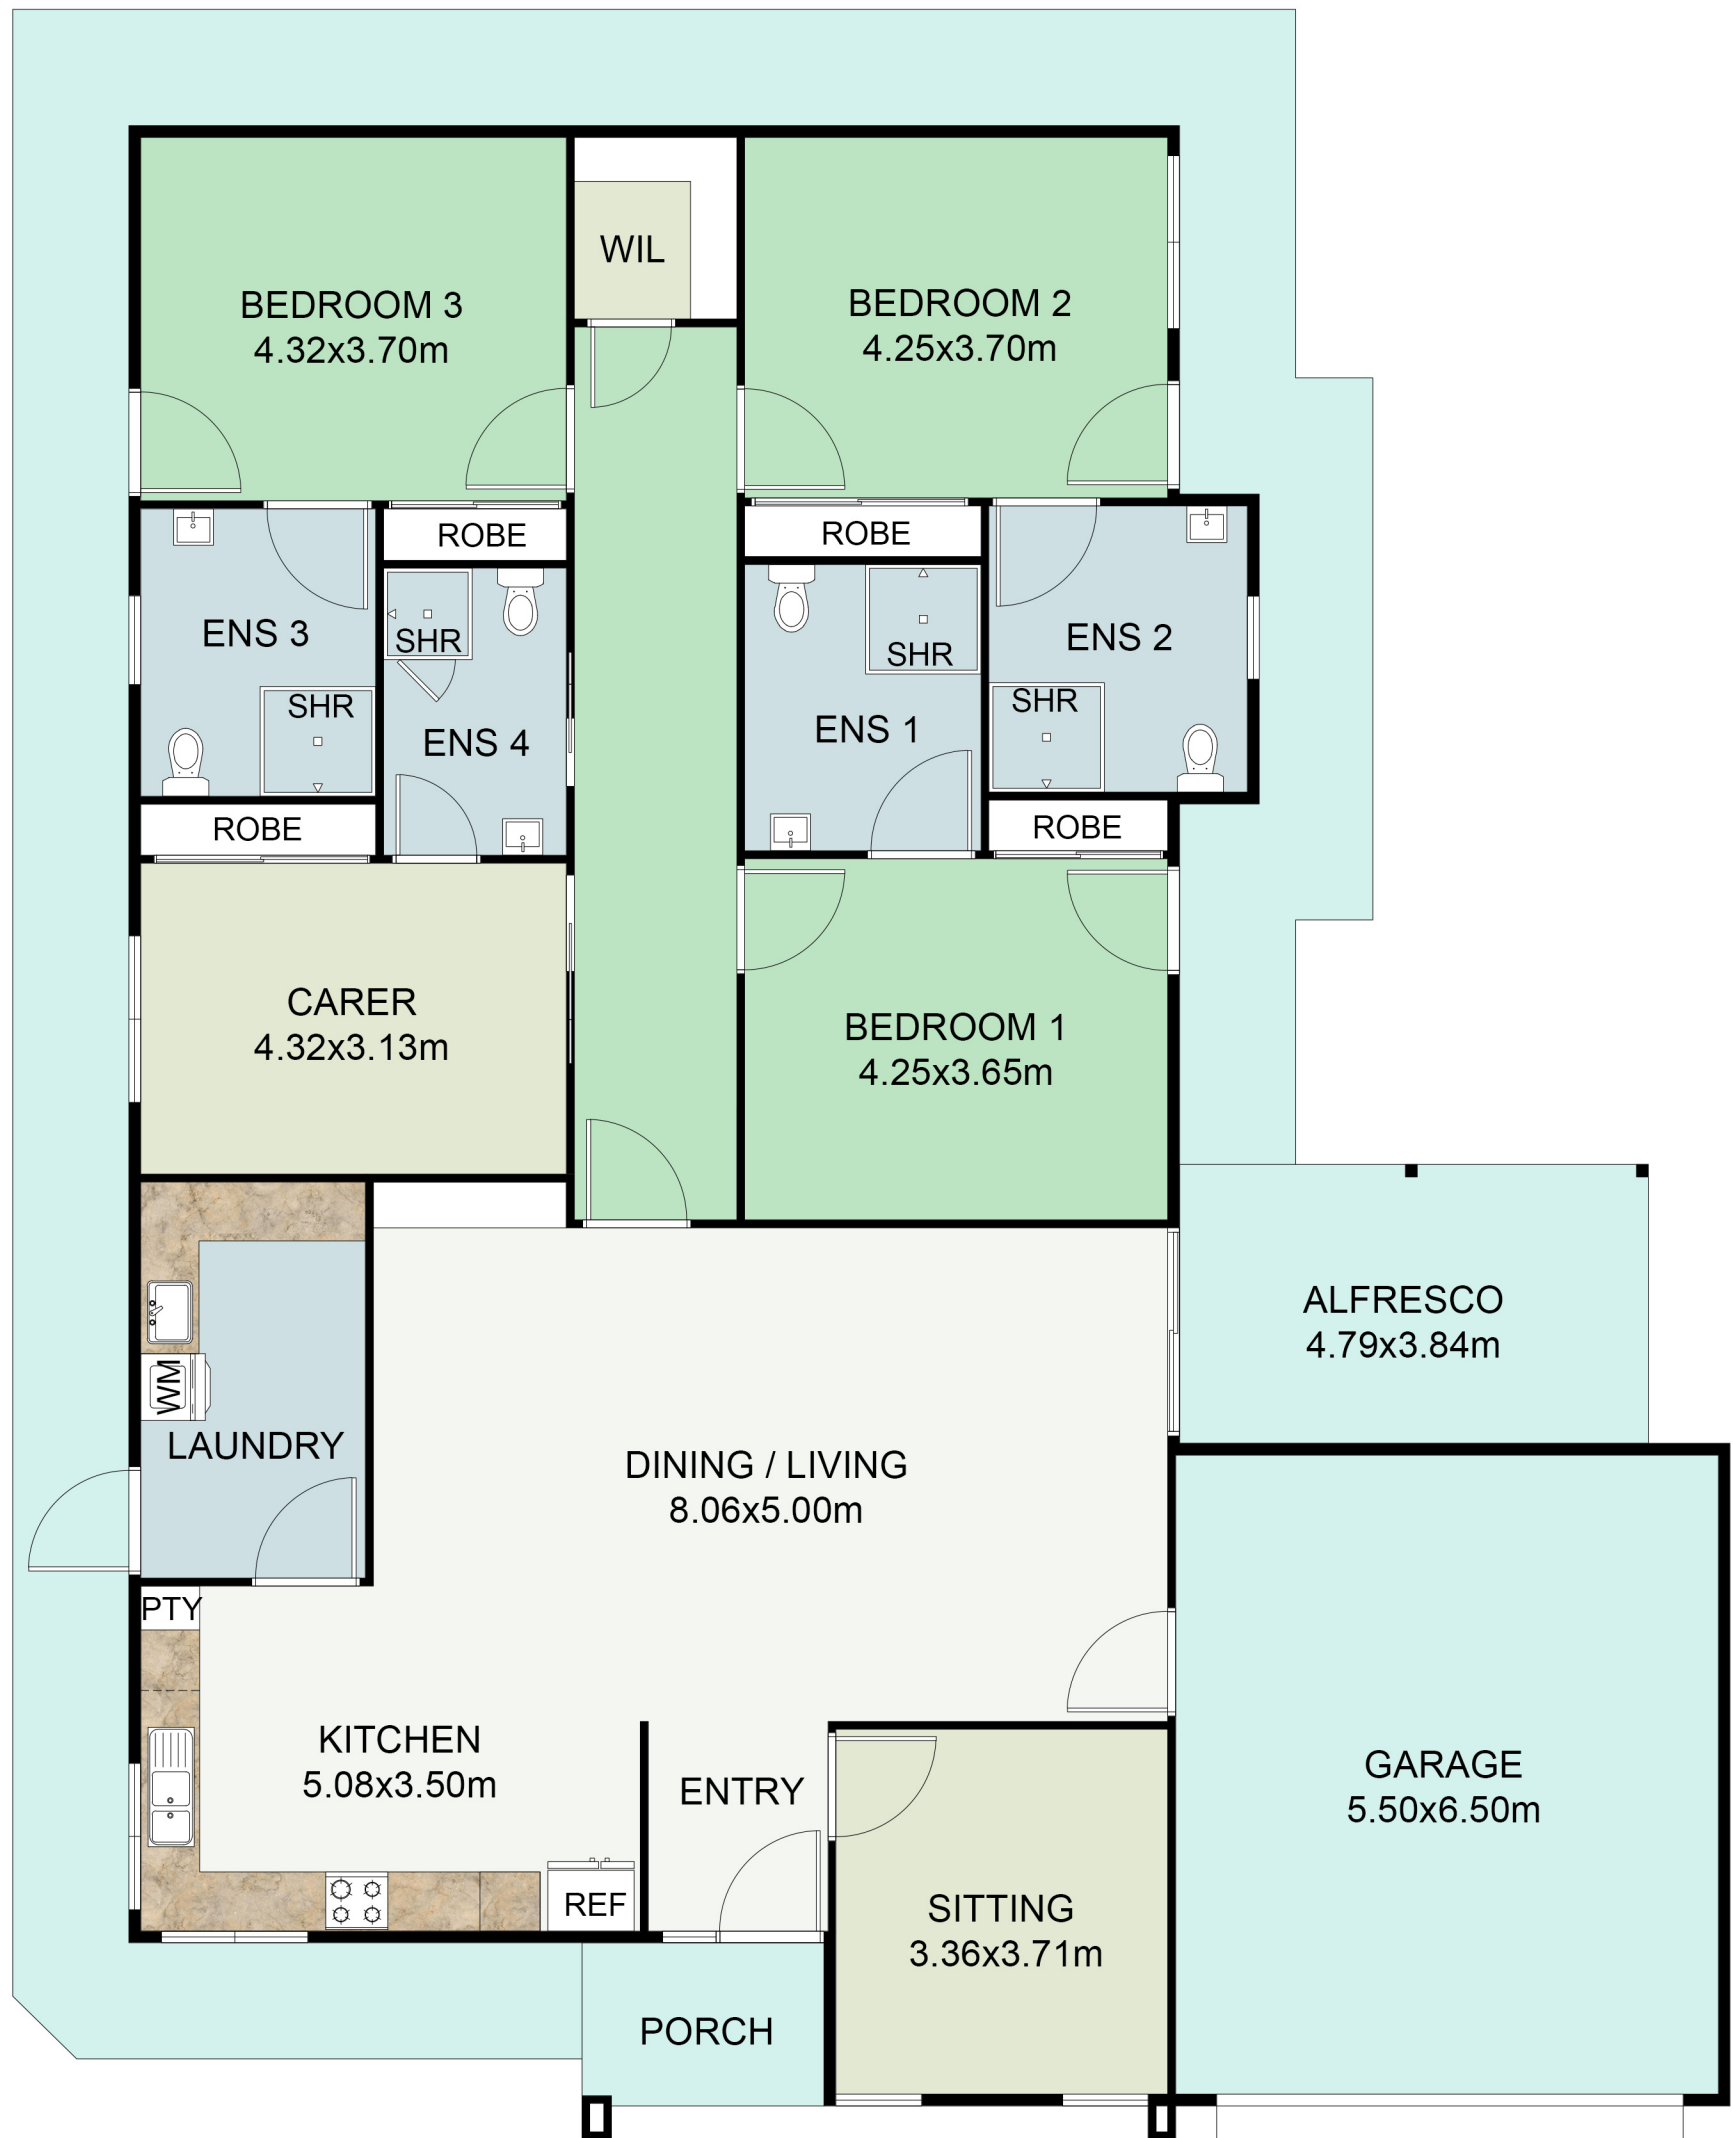 WIL
BEDROOM 3
4.32x3.70m
BEDROOM 2
4.25x3.70m
ROBE
ROBE
ENS 3
SHR
SHR
ENS 4
SHR
ENS 1
ENS 2
SHR
ROBE
ROBE
CARER
4.32x3.13m
BEDROOM 1
4.25x3.65m
ALFRESCO
4.79x3.84m
WM
LAUNDRY
DINING / LIVING
8.06x5.00m
PTY
KITCHEN
5.08x3.50m
ENTRY
GARAGE
5.50x6.50m
REF
SITTING
3.36x3.71m
PORCH